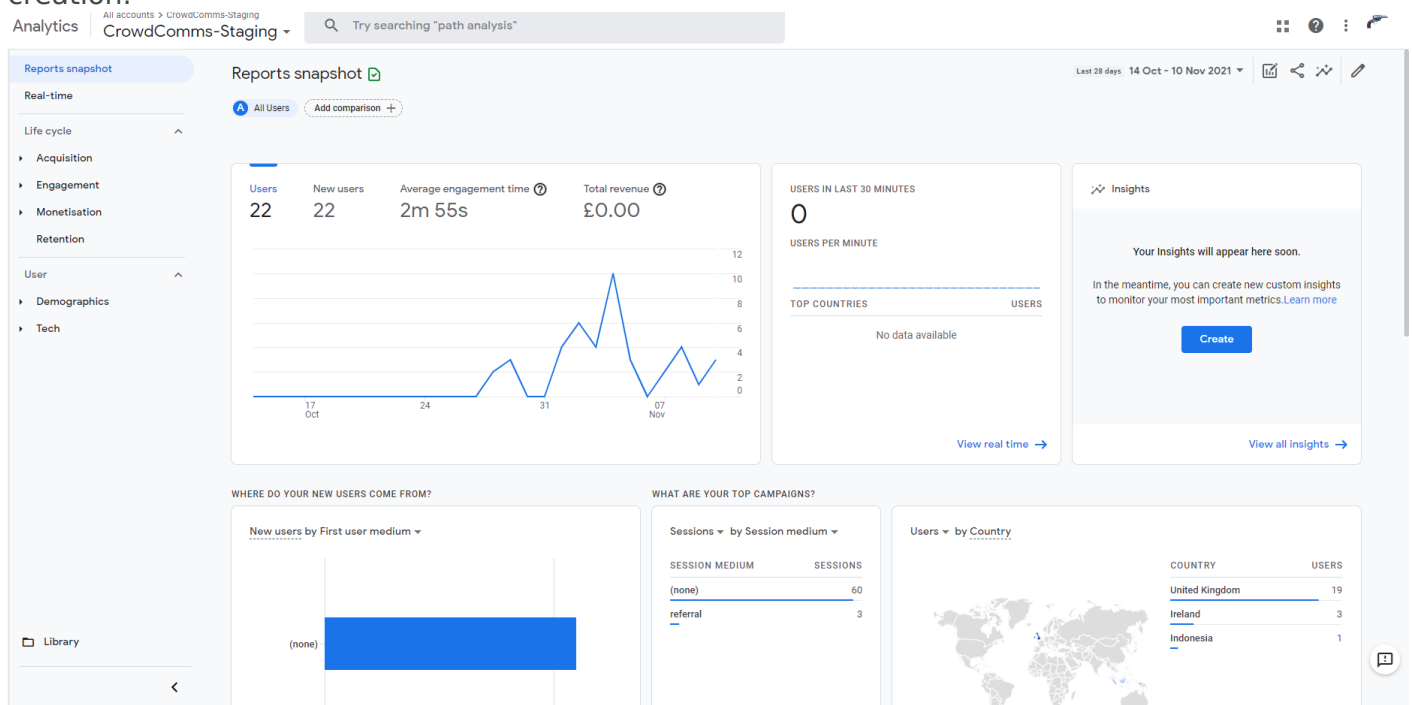 creation.
Analytics
All accounts > CrowdComms-Staging
CrowdComms-Staging
Try searching "path analysis"
Reports snapshot
Real-time
Life cycle
Acquisition
Engagement
Monetisation
Retention
User
Demographics
Tech
Library
Reports snapshot
Last 28 days 14 Oct - 10 Nov 2021
A All Users
Add comparison +
Users
22
New users
22
Average engagement time
2m 55s
Total revenue
£0.00
12
10
8
6
4
2
0
17
Oct
24
31
07
Nov
USERS IN LAST 30 MINUTES
0
USERS PER MINUTE
TOP COUNTRIES USERS
No data available
View real time
Insights
Your Insights will appear here soon.
In the meantime, you can create new custom insights
to monitor your most important metrics.Learn more
Create
View all insights
WHERE DO YOUR NEW USERS COME FROM?
New users by First user medium
(none)
WHAT ARE YOUR TOP CAMPAIGNS?
Sessions by Session medium
SESSION MEDIUM SESSIONS
(none) 60
referral 3
Users by Country
COUNTRY USERS
United Kingdom 19
Ireland 3
Indonesia 1